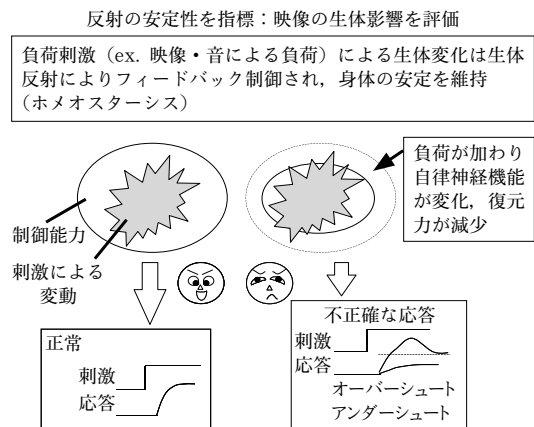 反射の安定性を指標：映像の生体影響を評価
負荷刺激（ex. 映像・音による負荷）による生体変化は生体
反射によりフィードバック制御され，身体の安定を維持
（ホメオスターシス）
負荷が加わり
自律神経機能
が変化，復元
力が減少
制御能力
刺激による
変動
正常
刺激
応答
不正確な応答
刺激
応答
オーバーシュート
アンダーシュート